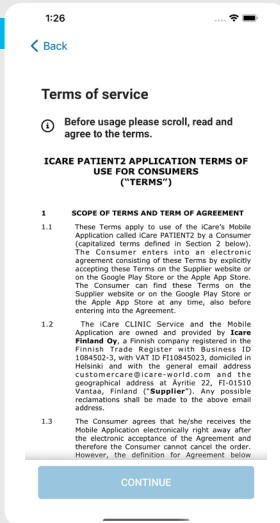 1:26
Back
Terms of service
Before usage please scroll, read and
agree to the terms.
ICARE PATIENT2 APPLICATION TERMS OF
USE FOR CONSUMERS
("TERMS")
1 SCOPE OF TERMS AND TERM OF AGREEMENT
1.1 These Terms apply to use of the iCare's Mobile
Application called iCare PATIENT2 by a Consumer
(capitalized terms defined in Section 2 below).
The Consumer enters into an electronic
agreement consisting of these Terms by explicitly
accepting these Terms on the Supplier website or
on the Google Play Store or the Apple App Store.
The Consumer can find these Terms on the
Supplier website or on the Google Play Store or
the Apple App Store at any time, also before
entering into the Agreement.
1.2 The iCare CLINIC Service and the Mobile
Application are owned and provided by Icare
Finland Oy, a Finnish company registered in the
Finnish Trade Register with Business ID
1084502-3, with VAT ID FI10845023, domiciled in
Helsinki and with the general email address
customercare@icare-world.com and the
geographical address at Äyritie 22, FI-01510
Vantaa, Finland ("Supplier"). Any possible
reclamations shall be made to the above email
address.
1.3 The Consumer agrees that he/she receives the
Mobile Application electronically right away after
the electronic acceptance of the Agreement and
therefore the Consumer cannot cancel the order.
However, the definition for Agreement below
CONTINUE